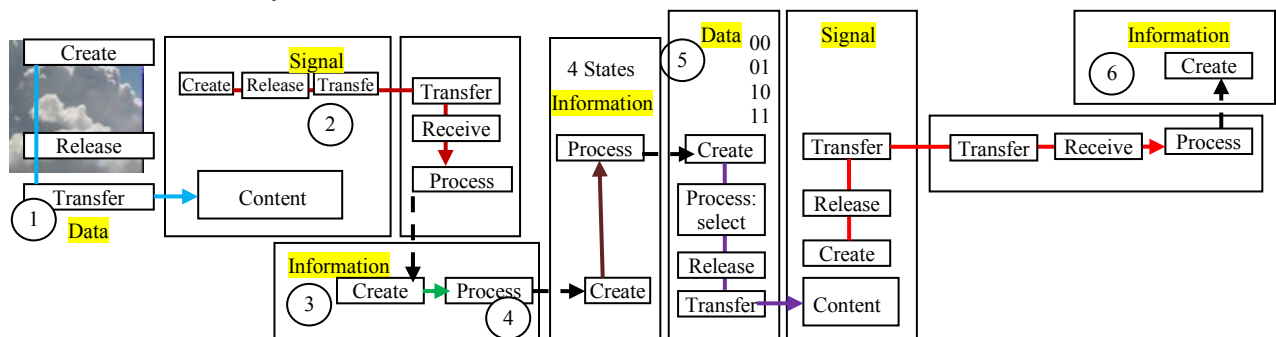 Create
Release
Transfer
1
Data
Signal
Create
Release
Transfe
2
Content
Transfer
Receive
Process
Information
3
Create
Process
4
4 States
Information
Process
Create
5
Data
00
01
10
11
Create
Process:
select
Release
Transfer
Signal
Transfer
Release
Create
Content
Transfer
Receive
Process
Information
6
Create